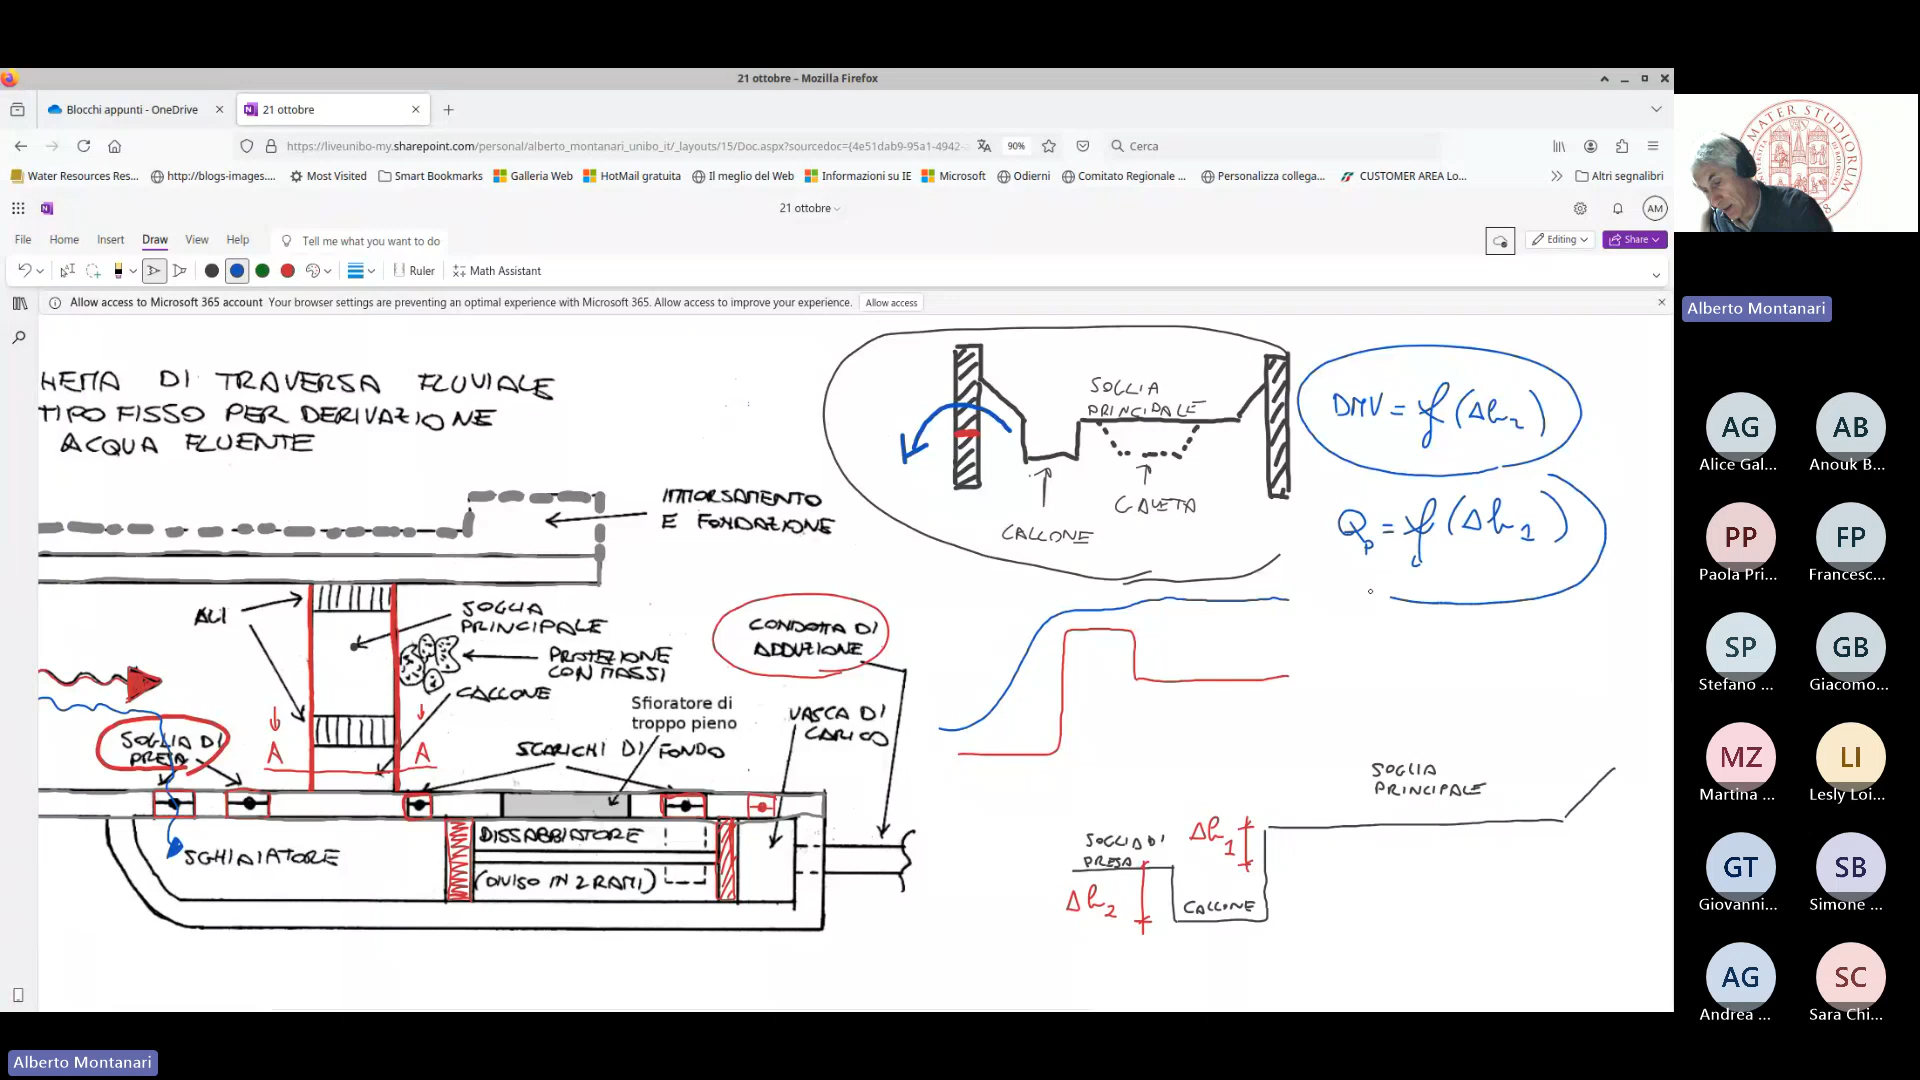 21 ottobre – Mozilla Firefox
Blocchi appunti - OneDrive
21 ottobre
https://liveunibo-my.sharepoint.com/personal/alberto_montanari_unibo_it/_layouts/15/Doc.aspx?sourcedoc={4e51dab9-95a1-4942-
90%
Cerca
Water Resources Res...
http://blogs-images....
Most Visited
Smart Bookmarks
Galleria Web
HotMail gratuita
Il meglio del Web
Informazioni su IE
Microsoft
Odierni
Comitato Regionale ...
Personalizza collega...
CUSTOMER AREA Lo...
Altri segnalibri
21 ottobre
AM
File Home Insert Draw View Help
Tell me what you want to do
Editing
Share
Ruler
Math Assistant
Allow access to Microsoft 365 account Your browser settings are preventing an optimal experience with Microsoft 365. Allow access to improve your experience.
Allow access
HEMA DI TRAVERSA FLUVIALE
TIPO FISSO PER DERIVAZIONE
ACQUA FLUENTE
IMMORSAMENTO
E FONDAZIONE
SOGLIA
PRINCIPALE
CALLONE
GAVETA
DMV = f (Δh2)
Qp = f (Δh1)
ALI
SOGLIA
PRINCIPALE
PROTEZIONE
CON MASSI
CALLONE
CONDOTTA DI
ADDUZIONE
Sfioratore di
troppo pieno
VASCA DI
CARICO
SOGLIA DI
PRESA
A
A
SCARICHI DI FONDO
SGHIAIATORE
DISSABBIATORE
(DIVISO IN 2 RAMI)
SOGLIA
PRINCIPALE
SOGLIA DI
PRESA
Δh1
Δh2
CALLONE
ALMA MATER STUDIORUM
Alberto Montanari
AG
Alice Gal...
AB
Anouk B...
PP
Paola Pri...
FP
Francesc...
SP
Stefano ...
GB
Giacomo...
MZ
Martina ...
LI
Lesly Loi...
GT
Giovanni...
SB
Simone ...
AG
Andrea ...
SC
Sara Chi...
Alberto Montanari